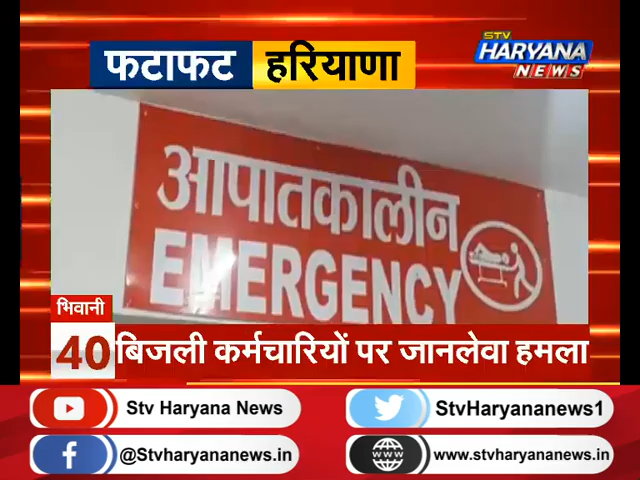 फटाफट हरियाणा
STV
HARYANA
NEWS
आपातकालीन
EMERGENCY
भिवानी
40 बिजली कर्मचारियों पर जानलेवा हमला
Stv Haryana News
StvHaryananews1
@Stvharyananews.in
www.stvharyananews.in